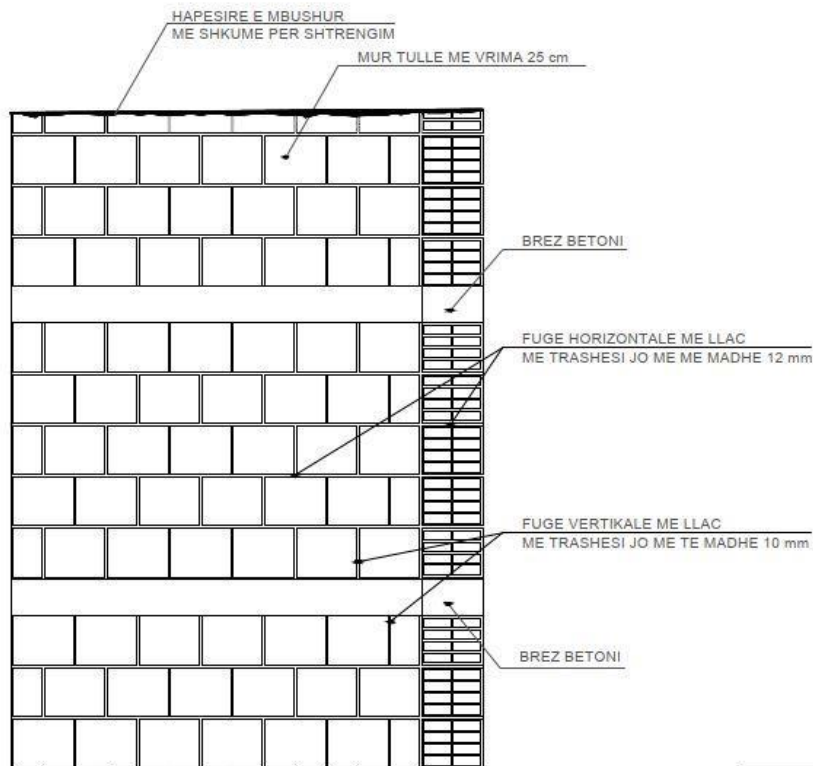 HAPESIRE E MBUSHUR
ME SHKUME PER SHTRENGIM
MUR TULLE ME VRIMA 25 cm
BREZ BETONI
FUGE HORIZONTALE ME LLAC
ME TRASHESI JO ME ME MADHE 12 mm
FUGE VERTIKALE ME LLAC
ME TRASHESI JO ME TE MADHE 10 mm
BREZ BETONI